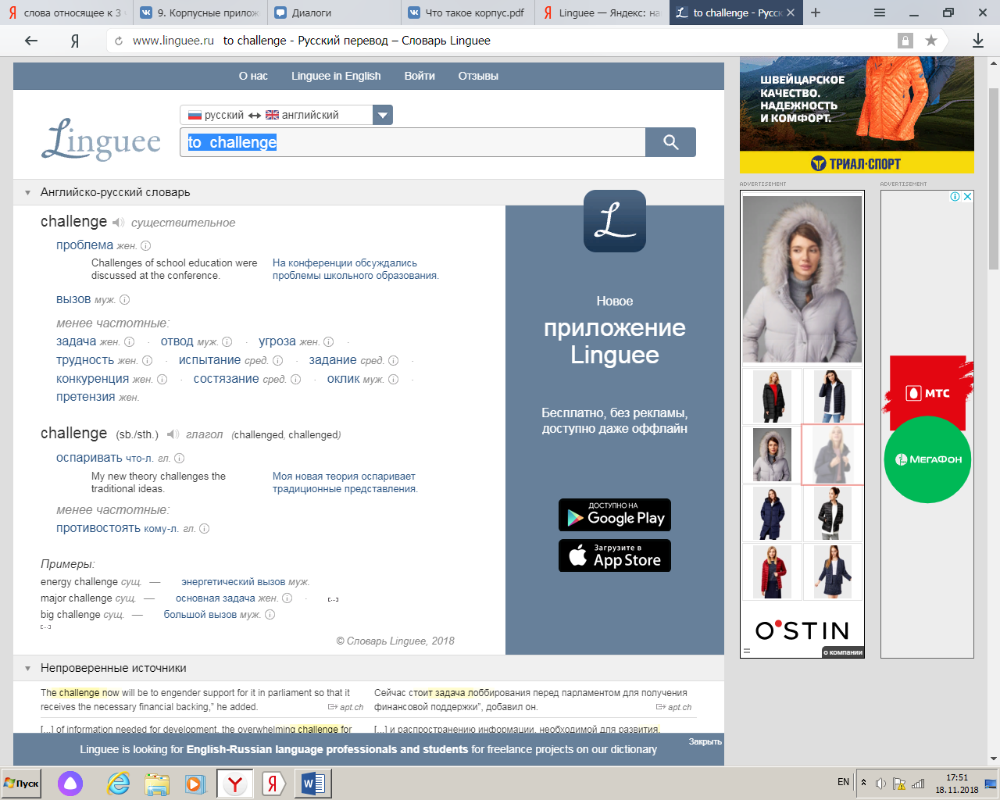 слова относящее к 3
9. Корпусные прилож
Диалоги
Что такое корпус.pdf
Linguee — Яндекс: на
to challenge - Русск
www.linguee.ru to challenge - Русский перевод – Словарь Linguee
О нас Linguee in English Войти Отзывы
Linguee
русский ↔ английский
to challenge
Английско-русский словарь
challenge существительное
проблема жен.
Challenges of school education were
discussed at the conference.
На конференции обсуждались
проблемы школьного образования.
вызов муж.
менее частотные:
задача жен. · отвод муж. · угроза жен. ·
трудность жен. · испытание сред. · задание сред. ·
конкуренция жен. · состязание сред. · оклик муж. ·
претензия жен.
challenge (sb./sth.) глагол (challenged, challenged)
оспаривать что-л. гл.
My new theory challenges the
traditional ideas.
Моя новая теория оспаривает
традиционные представления.
менее частотные:
противостоять кому-л. гл.
Примеры:
energy challenge сущ. — энергетический вызов муж.
major challenge сущ. — основная задача жен. · [...]
big challenge сущ. — большой вызов муж.
[...]
© Словарь Linguee, 2018
L
Новое
приложение
Linguee
Бесплатно, без рекламы,
доступно даже оффлайн
ДОСТУПНО НА
Google Play
Загрузите в
App Store
Непроверенные источники
The challenge now will be to engender support for it in parliament so that it
receives the necessary financial backing,” he added.
apt.ch
Сейчас стоит задача лоббирования перед парламентом для получения
финансовой поддержки”, добавил он.
apt.ch
[...] of information needed for development, the overwhelming challenge for
[...] и распространению информации, необходимой для развития,
Закрыть
Linguee is looking for English-Russian language professionals and students for freelance projects on our dictionary
ШВЕЙЦАРСКОЕ
КАЧЕСТВО.
НАДЕЖНОСТЬ
И КОМФОРТ.
ТРИАЛ·СПОРТ
ADVERTISEMENT
ADVERTISEMENT
O'STIN
о компании
МТС
МЕГАФОН
Пуск
EN
17:51
18.11.2018